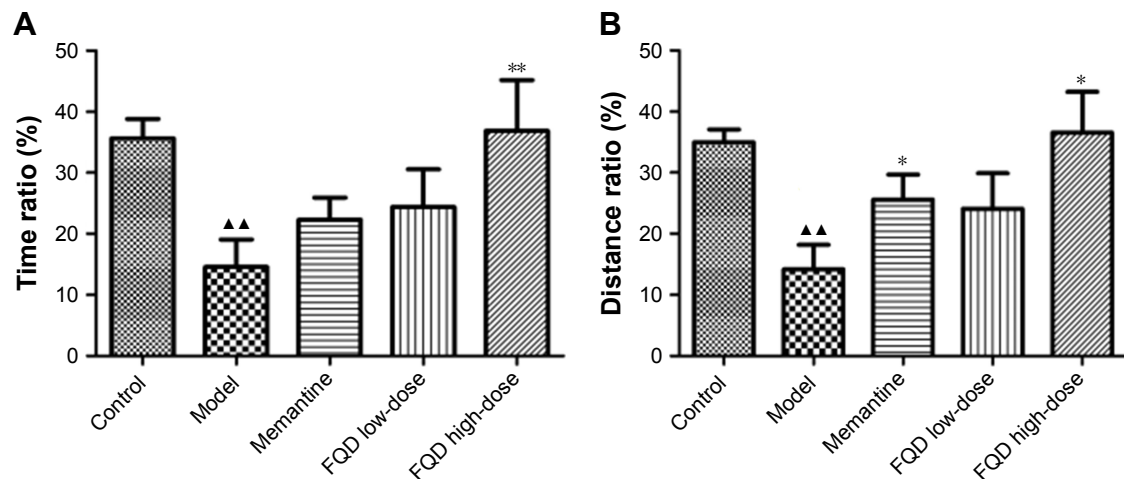 A
Time ratio (%)
50
40
30
20
10
0
▲▲
**
Control
Model
Memantine
FQD low-dose
FQD high-dose
B
Distance ratio (%)
50
40
30
20
10
0
▲▲
*
*
Control
Model
Memantine
FQD low-dose
FQD high-dose